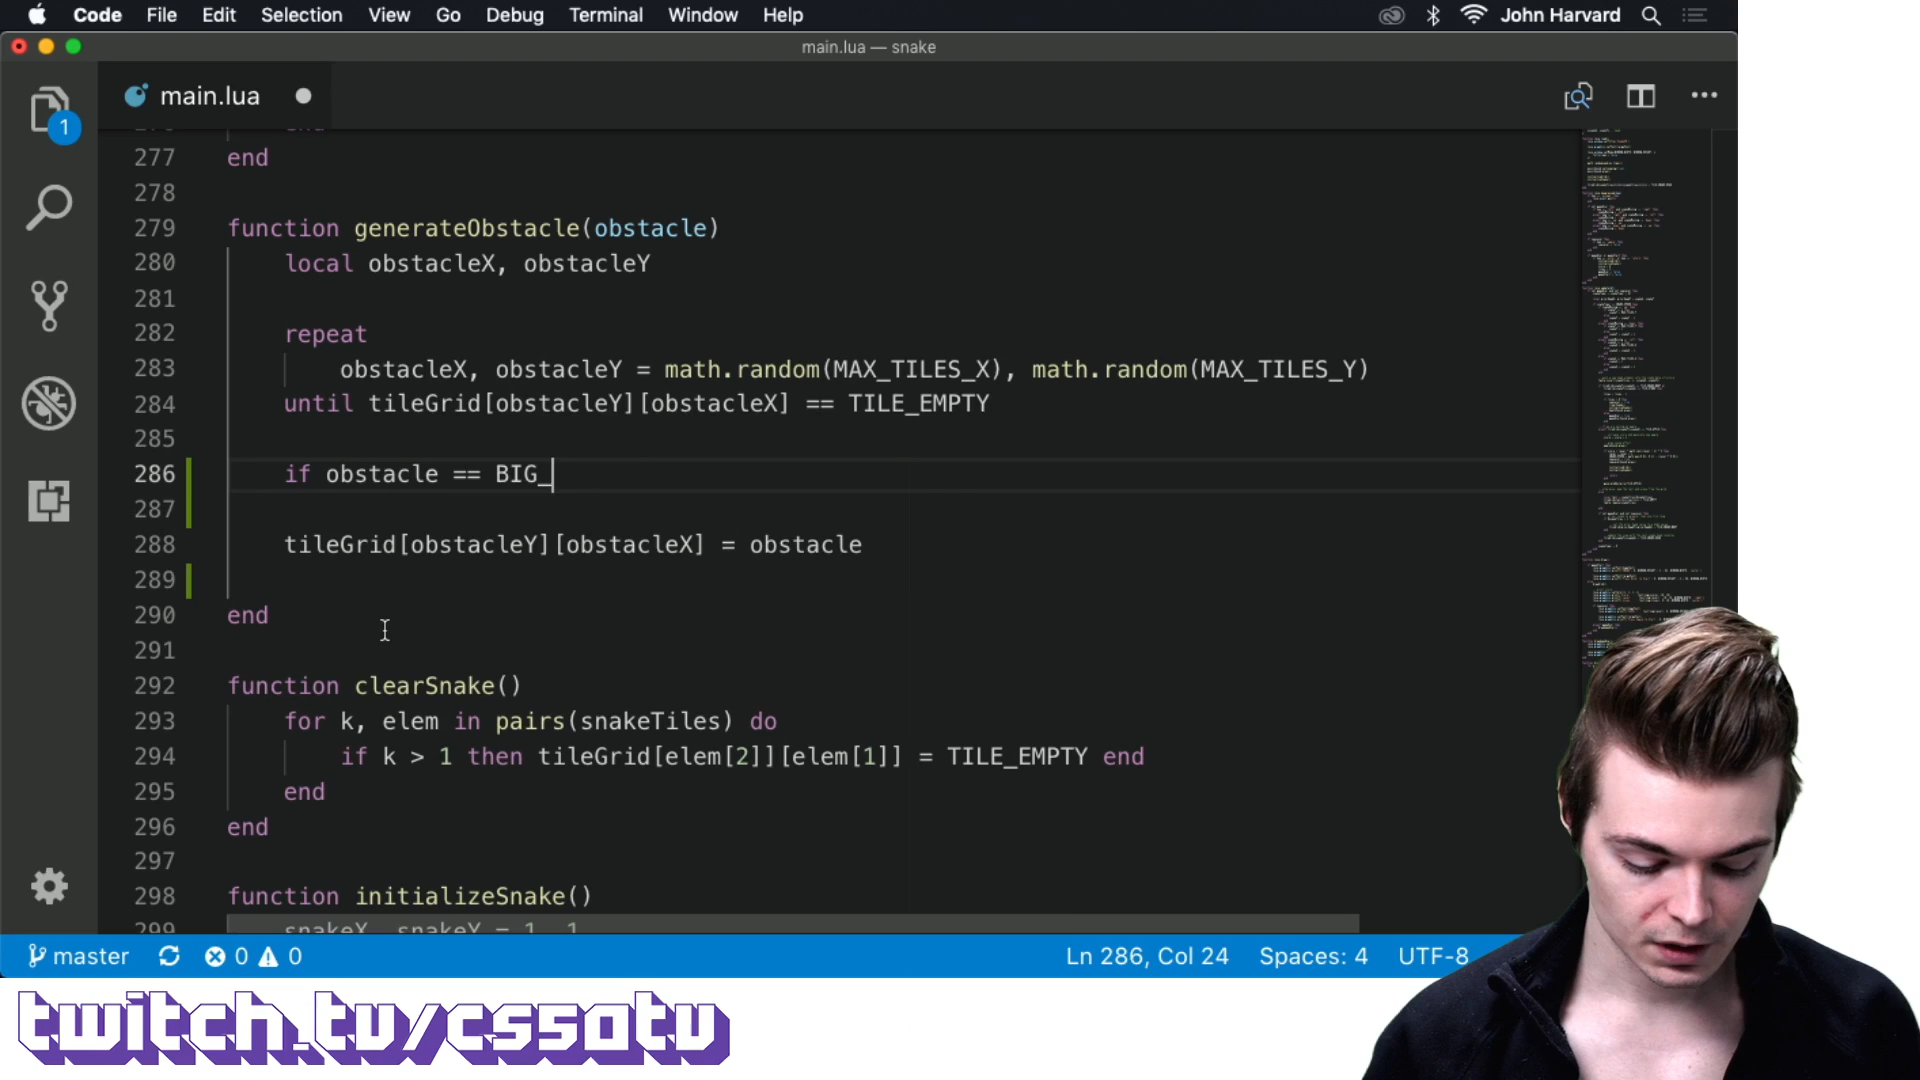 Code File Edit Selection View Go Debug Terminal Window Help John Harvard
main.lua — snake
main.lua
1
277 end
278
279 function generateObstacle(obstacle)
280 local obstacleX, obstacleY
281
282 repeat
283 obstacleX, obstacleY = math.random(MAX_TILES_X), math.random(MAX_TILES_Y)
284 until tileGrid[obstacleY][obstacleX] == TILE_EMPTY
285
286 if obstacle == BIG_
287
288 tileGrid[obstacleY][obstacleX] = obstacle
289
290 end
291
292 function clearSnake()
293 for k, elem in pairs(snakeTiles) do
294 if k > 1 then tileGrid[elem[2]][elem[1]] = TILE_EMPTY end
295 end
296 end
297
298 function initializeSnake()
299 snakeX, snakeY = 1, 1
master 0 0 Ln 286, Col 24 Spaces: 4 UTF-8
twitch.tv/cs50tv